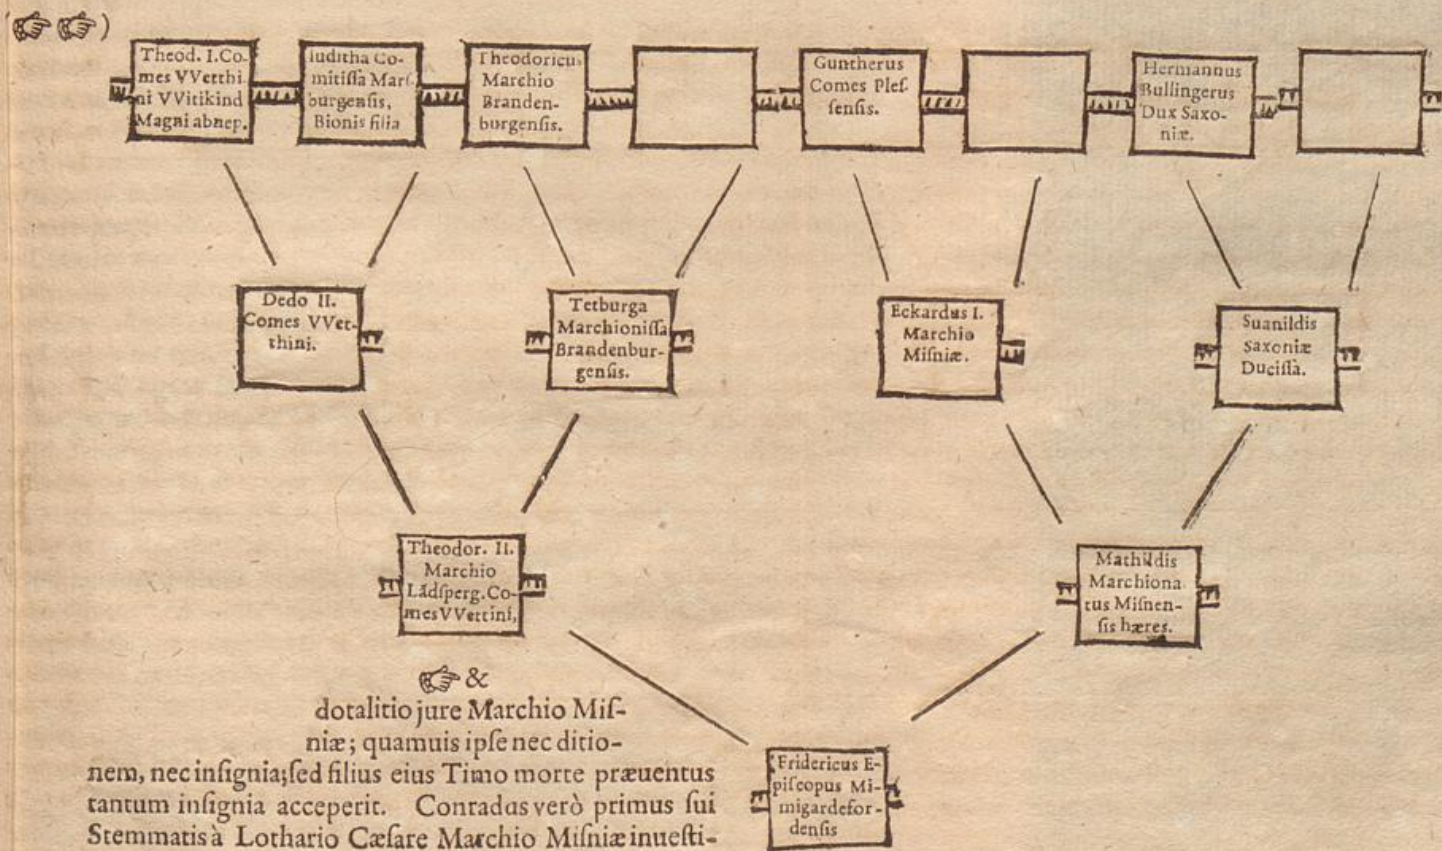 (☞ ☞)
Theod. I. Co-
mes VVetthi
ni VVitikind
Magni abnep.
Iuditha Co-
mitiſſa Marſ
burgenſis,
Bionis filia
Theodoricus
Marchio
Branden-
burgenſis.
Guntherus
Comes Pleſ-
ſenſis.
Hermannus
Bullingerus
Dux Saxo-
niæ.
Dedo II.
Comes VVet-
thini.
Tetburga
Marchioniſſa
Brandenbur-
genſis.
Eckardus I.
Marchio
Miſniæ.
Suanildis
Saxoniæ
Duciſſa.
Theodor. II.
Marchio
Lādſperg. Co-
mes VVettini,
Mathildis
Marchiona
tus Miſnen-
ſis hæres.
☞ &
dotalitio jure Marchio Miſ-
niæ; quamuis ipſe nec ditio-
nem, nec inſignia; ſed filius eius Timo morte præuentus
tantum inſignia acceperit. Conradus verò primus ſui
Stemmatis à Lothario Cæſare Marchio Miſniæ inueſti-
Fridericus E-
piſcopus Mi-
migardefor-
denſis